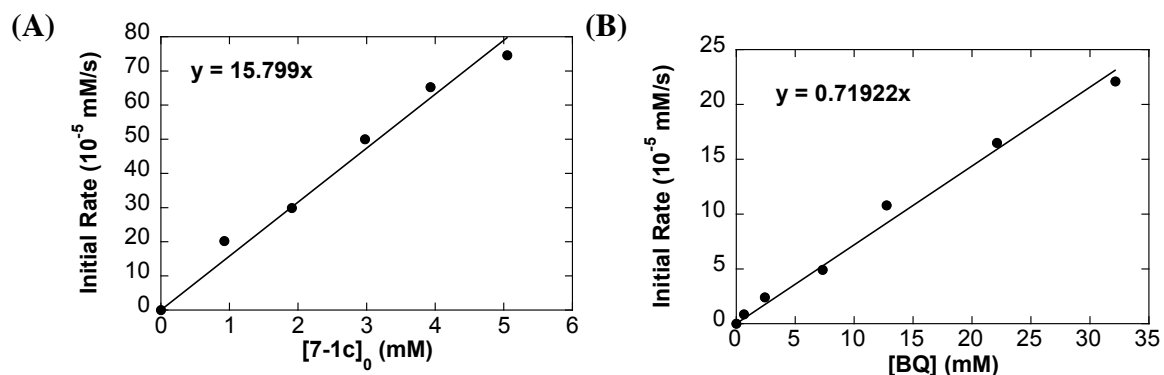 (A)
80
70
60
50
40
30
20
10
0
y = 15.799x
Initial Rate (10⁻⁵ mM/s)
0 1 2 3 4 5 6
[7-1c]₀ (mM)
(B)
25
20
15
10
5
0
y = 0.71922x
Initial Rate (10⁻⁵ mM/s)
0 5 10 15 20 25 30 35
[BQ] (mM)